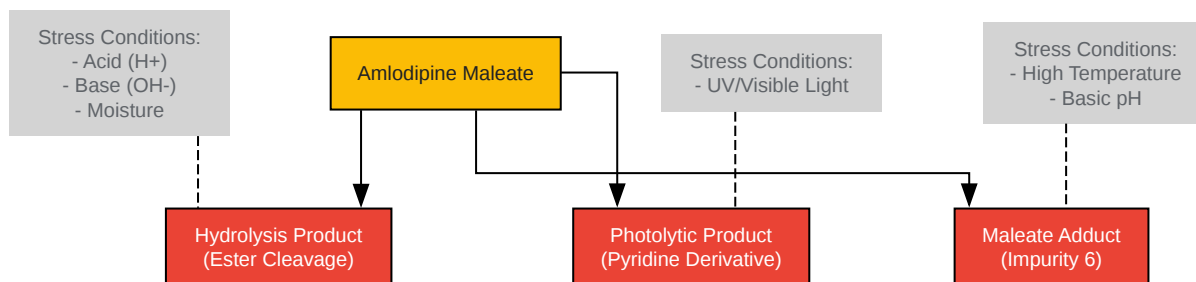 Stress Conditions:
- Acid (H+)
- Base (OH-)
- Moisture
Amlodipine Maleate
Stress Conditions:
- UV/Visible Light
Stress Conditions:
- High Temperature
- Basic pH
Hydrolysis Product
(Ester Cleavage)
Photolytic Product
(Pyridine Derivative)
Maleate Adduct
(Impurity 6)